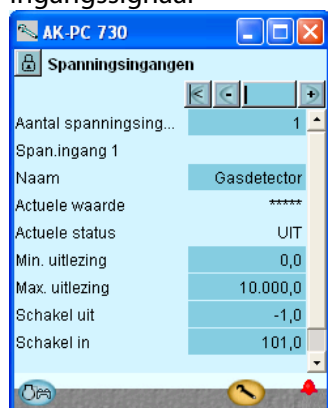 ingangssignaal
AK-PC 730
Spanningsingangen
Aantal spanningsing... 1
Span.ingang 1
Naam Gasdetector
Actuele waarde *****
Actuele status UIT
Min. uitlezing 0,0
Max. uitlezing 10.000,0
Schakel uit -1,0
Schakel in 101,0